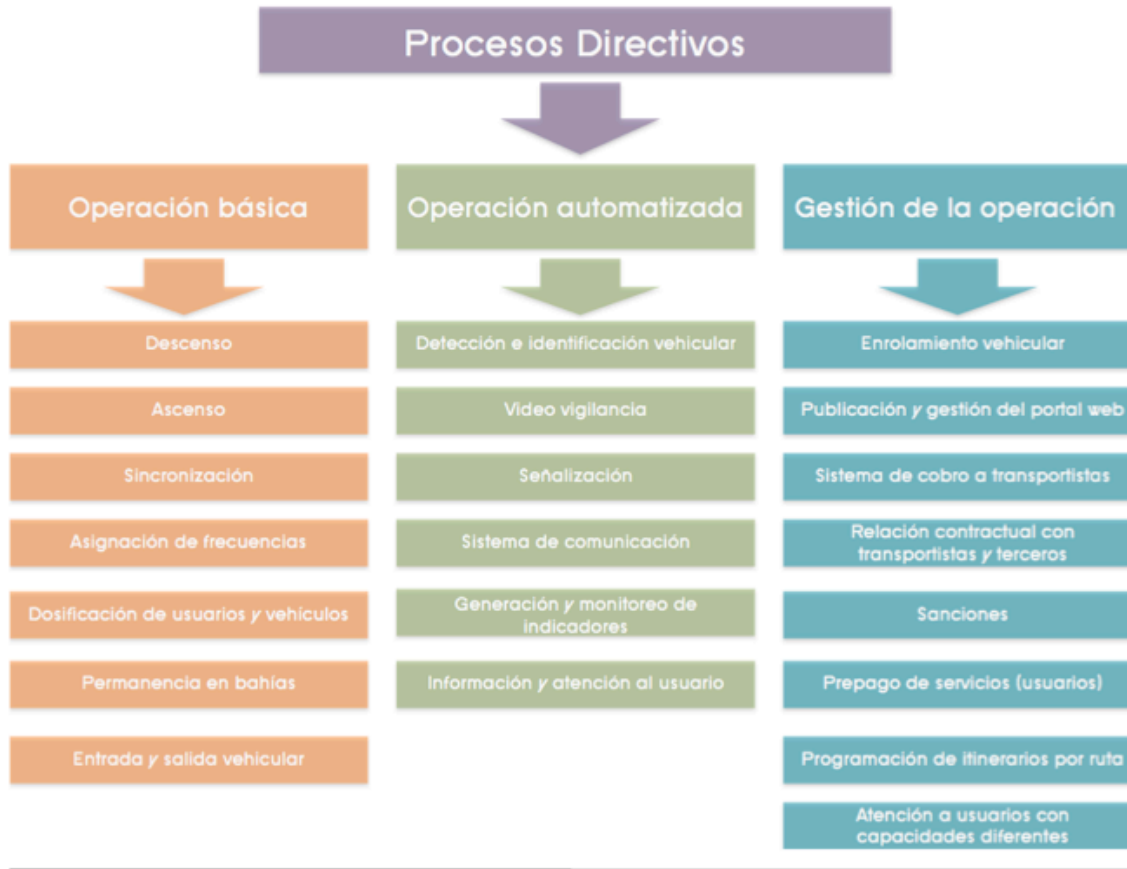 Procesos Directivos
Operación básica
Descenso
Ascenso
Sincronización
Asignación de frecuencias
Dosificación de usuarios y vehículos
Permanencia en bahías
Entrada y salida vehicular
Operación automatizada
Detección e identificación vehicular
Video vigilancia
Señalización
Sistema de comunicación
Generación y monitoreo de
indicadores
Información y atención al usuario
Gestión de la operación
Enrolamiento vehicular
Publicación y gestión del portal web
Sistema de cobro a transportistas
Relación contractual con
transportistas y terceros
Sanciones
Prepago de servicios (usuarios)
Programación de itinerarios por ruta
Atención a usuarios con
capacidades diferentes